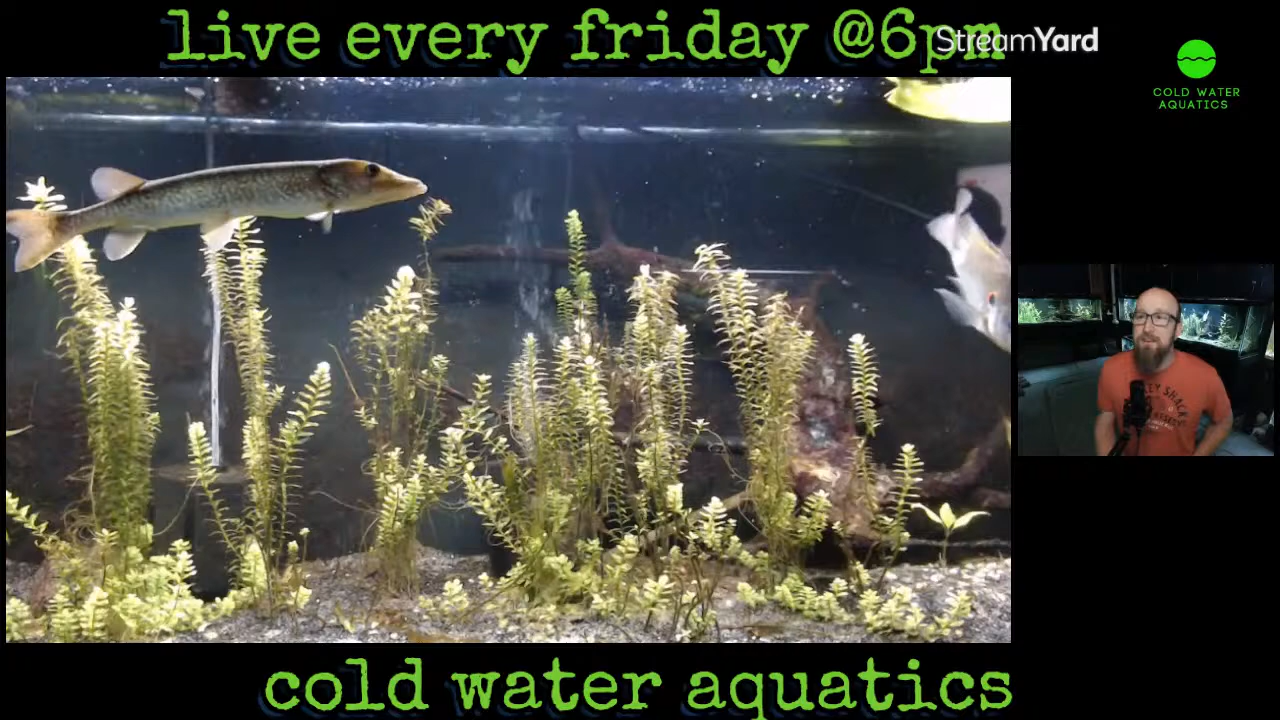 live every friday @6pm
StreamYard
COLD WATER
AQUATICS
cold water aquatics